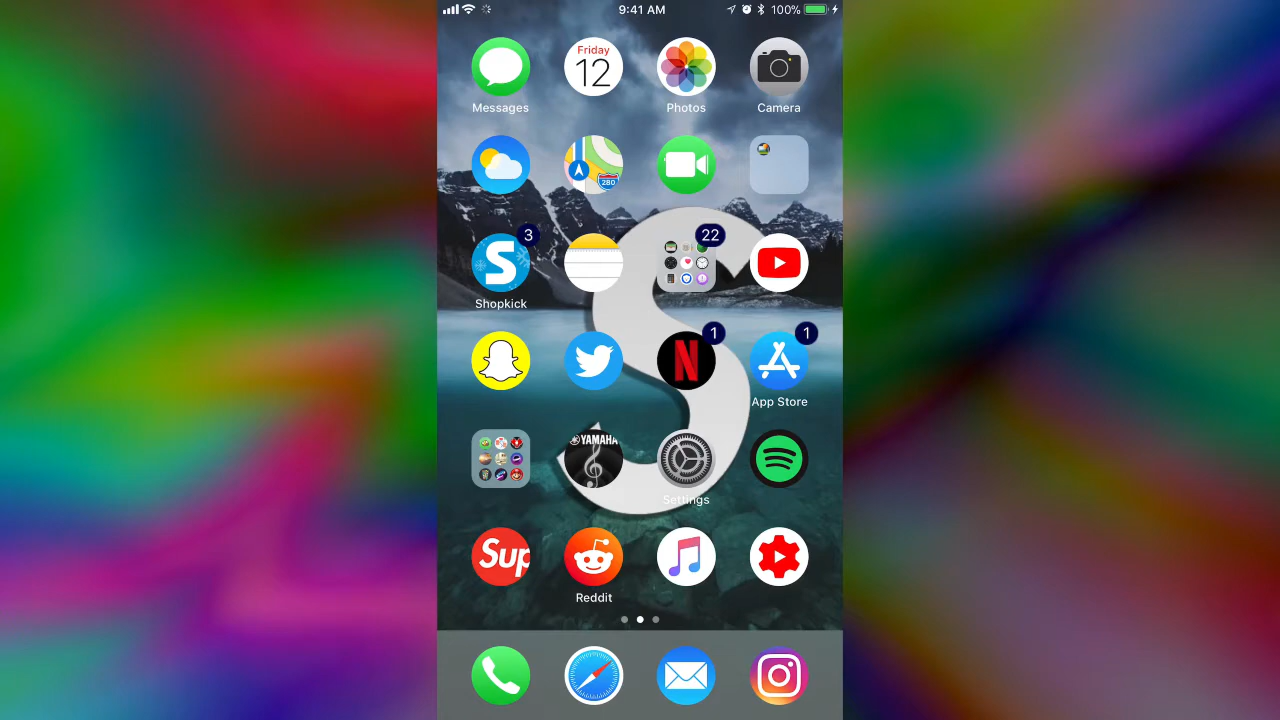 9:41 AM
100%
Friday
12
Messages
Photos
Camera
280
3
22
S
Shopkick
1
1
N
App Store
YAMAHA
Settings
Sup
Reddit